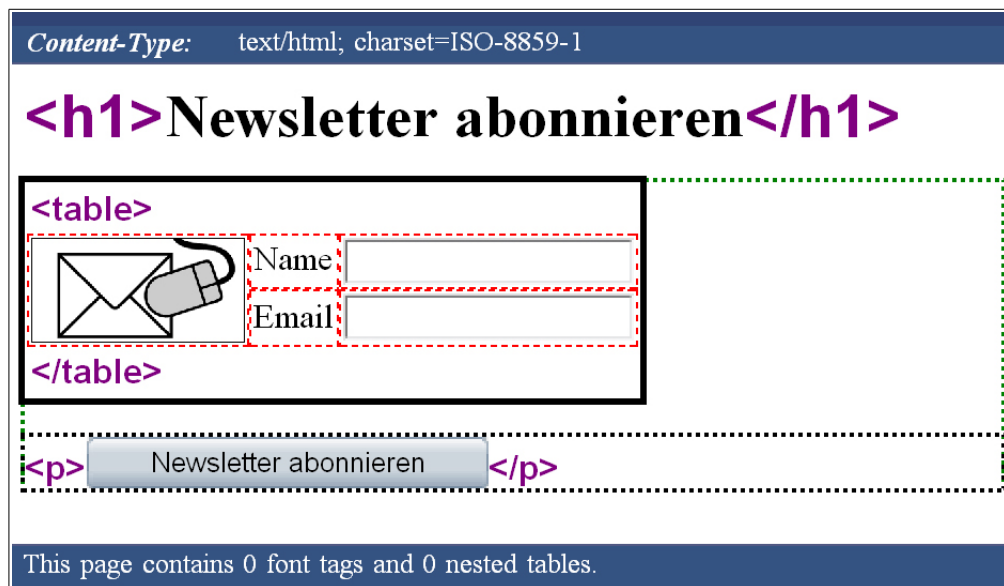 Content-Type: text/html; charset=ISO-8859-1
<h1>Newsletter abonnieren</h1>
<table>
Name
Email
</table>
<p> Newsletter abonnieren </p>
This page contains 0 font tags and 0 nested tables.